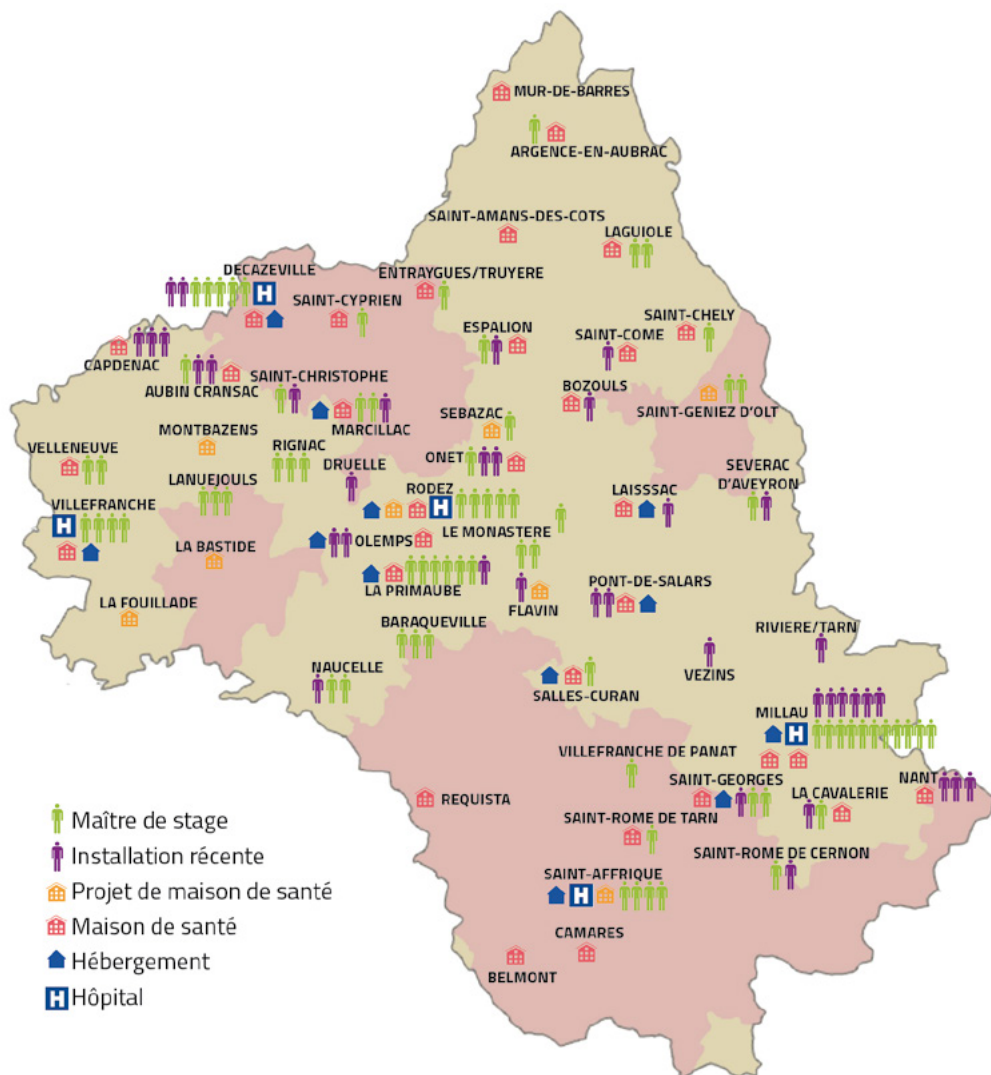 MUR-DE-BARRES
ARGENCE-EN-AUBRAC
SAINT-AMANS-DES-COTS
LAGUIOLE
DECAZEVILLE
H
ENTRAYGUES/TRUYERE
SAINT-CYPRIEN
SAINT-CHELY
ESPALION
SAINT-COME
CAPDENAC
AUBIN CRANSAC
SAINT-CHRISTOPHE
BOZOULS
SAINT-GENIEZ D'OLT
MARCILLAC
SEBAZAC
MONTBAZENS
VELLENEUVE
RIGNAC
ONET
DRUELLE
SEVERAC
D'AVEYRON
LANUEJOULS
RODEZ
H
LAISSSAC
VILLEFRANCHE
H
LE MONASTERE
OLEMPS
LA BASTIDE
LA PRIMAUBE
PONT-DE-SALARS
FLAVIN
LA FOUILLADE
BARAQUEVILLE
RIVIERE/TARN
VEZINS
NAUCELLE
SALLES-CURAN
MILLAU
H
VILLEFRANCHE DE PANAT
SAINT-GEORGES
NANT
LA CAVALERIE
REQUISTA
SAINT-ROME DE TARN
SAINT-ROME DE CERNON
SAINT-AFFRIQUE
H
CAMARES
BELMONT
Maître de stage
Installation récente
Projet de maison de santé
Maison de santé
Hébergement
H Hôpital